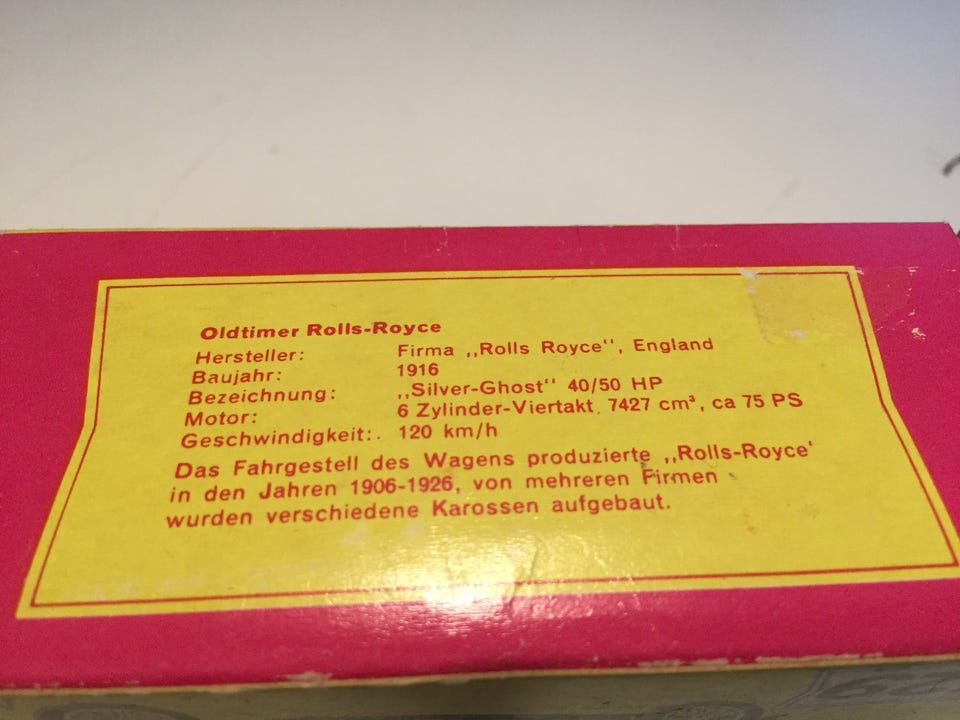 Oldtimer Rolls-Royce
Hersteller: Firma ,,Rolls Royce‘‘, England
Baujahr: 1916
Bezeichnung: ,,Silver-Ghost‘‘ 40/50 HP
Motor: 6 Zylinder-Viertakt 7427 cm³, ca 75 PS
Geschwindigkeit: 120 km/h
Das Fahrgestell des Wagens produzierte ,,Rolls-Royce‘
in den Jahren 1906-1926, von mehreren Firmen
wurden verschiedene Karossen aufgebaut.